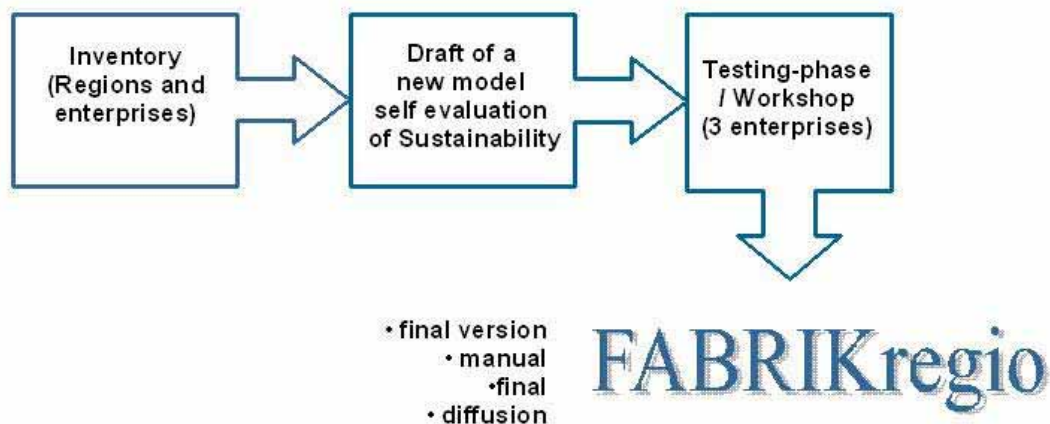 Inventory
(Regions and
enterprises)
Draft of a
new model
self evaluation
of Sustainability
Testing-phase
/ Workshop
(3 enterprises)
• final version
• manual
•final
• diffusion
FABRIKregio